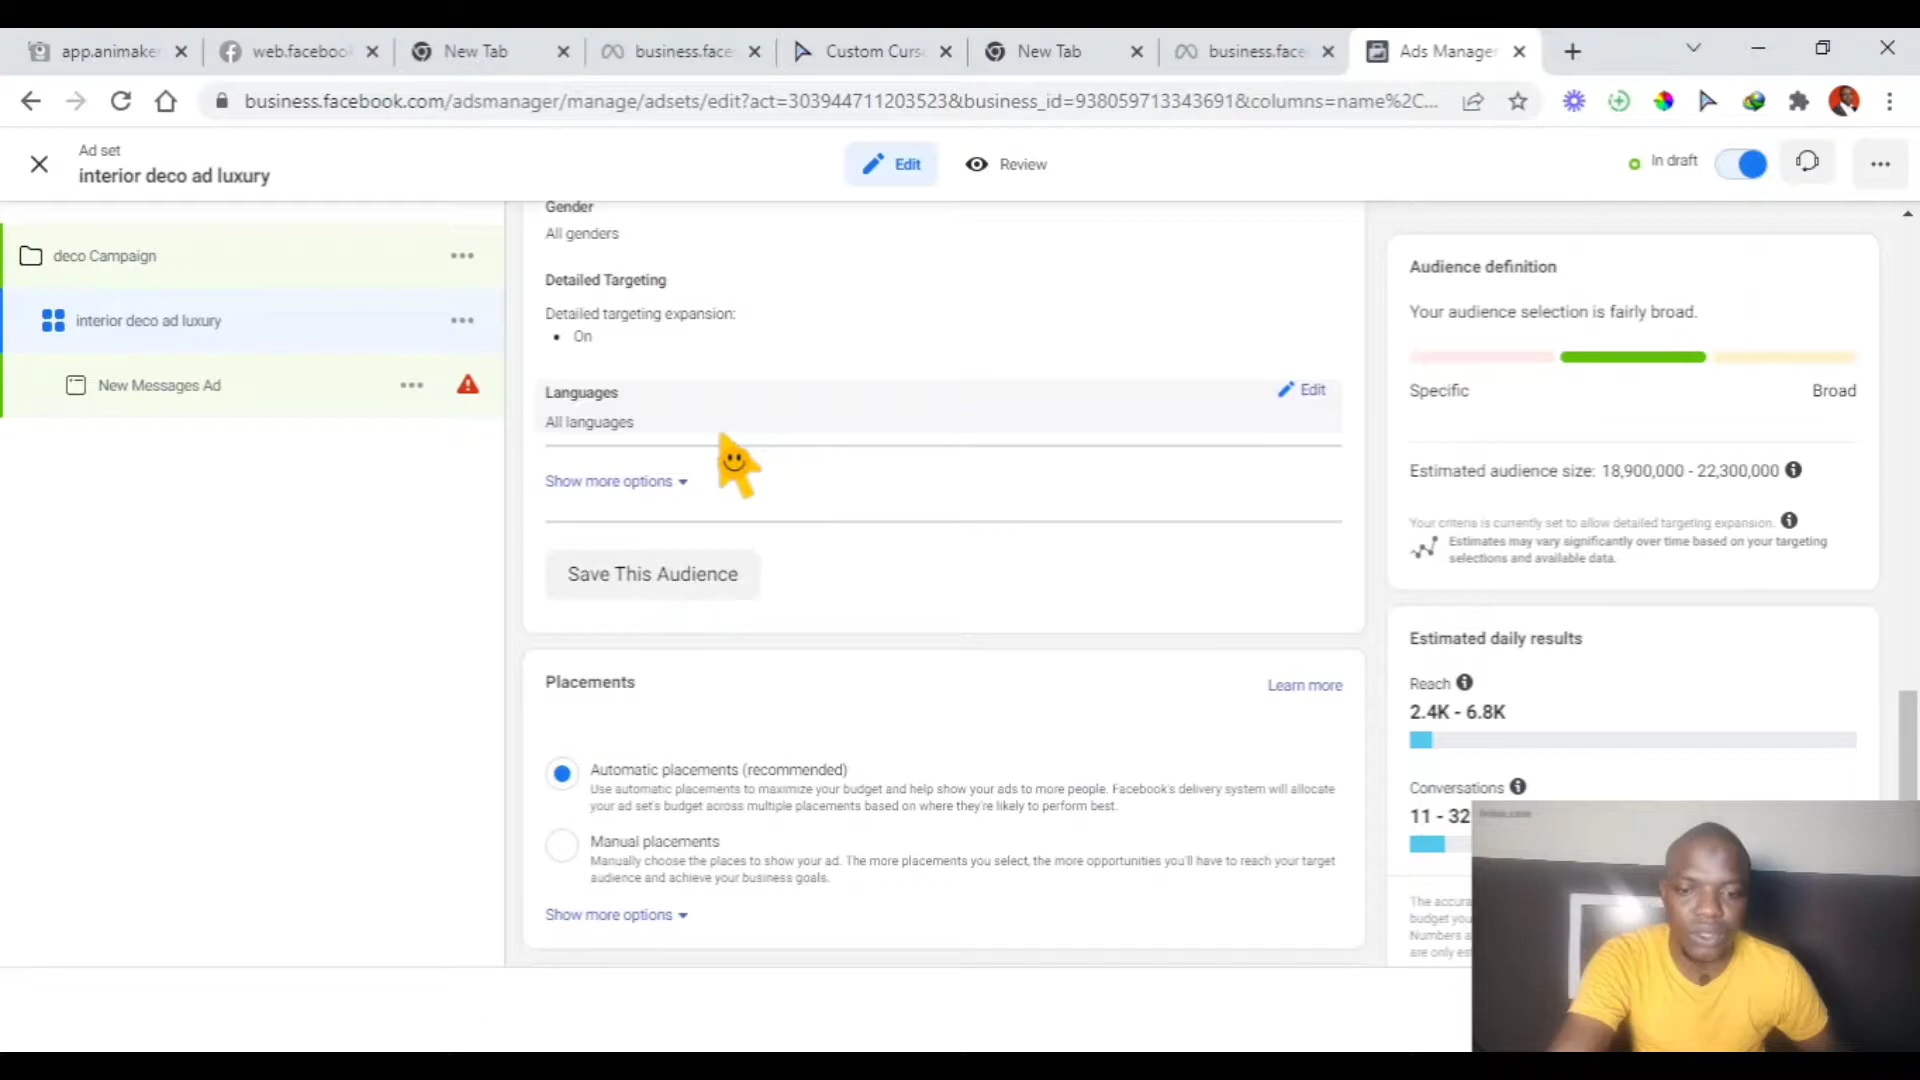 app.animaker
web.facebook
New Tab
business.face
Custom Curs
New Tab
business.face
Ads Manager
business.facebook.com/adsmanager/manage/adsets/edit?act=303944711203523&business_id=938059713343691&columns=name%2C...
Ad set
interior deco ad luxury
Edit
Review
In draft
deco Campaign
interior deco ad luxury
New Messages Ad
Gender
All genders
Detailed Targeting
Detailed targeting expansion:
• On
Languages
Edit
All languages
Show more options
Save This Audience
Placements
Learn more
Automatic placements (recommended)
Use automatic placements to maximize your budget and help show your ads to more people. Facebook's delivery system will allocate
your ad set's budget across multiple placements based on where they're likely to perform best.
Manual placements
Manually choose the places to show your ad. The more placements you select, the more opportunities you'll have to reach your target
audience and achieve your business goals.
Show more options
Audience definition
Your audience selection is fairly broad.
Specific
Broad
Estimated audience size: 18,900,000 - 22,300,000
Your criteria is currently set to allow detailed targeting expansion.
Estimates may vary significantly over time based on your targeting
selections and available data.
Estimated daily results
Reach
2.4K - 6.8K
Conversations
11 - 32
The accura
budget you
Numbers a
are only es